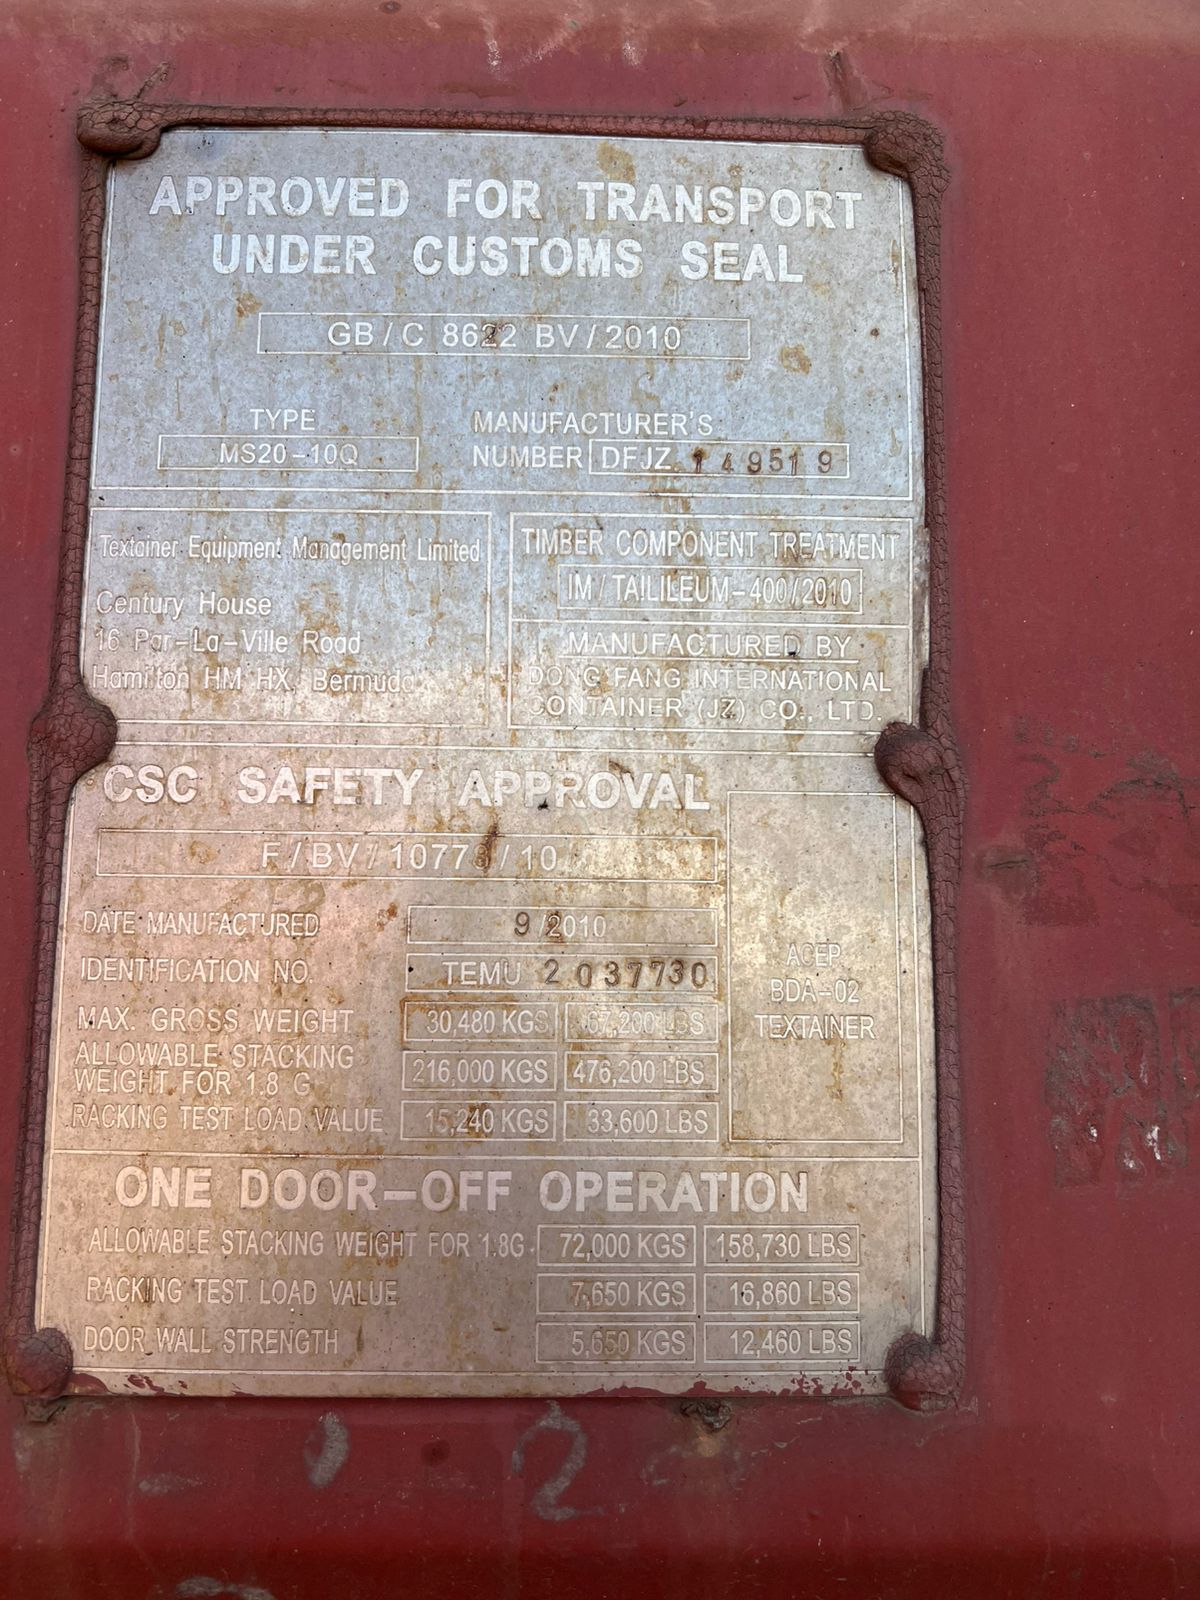 APPROVED FOR TRANSPORT
UNDER CUSTOMS SEAL
GB/C 8622 BV/2010
TYPE
MS20-10Q
MANUFACTURER'S
NUMBER DFJZ 149519
Textainer Equipment Management Limited
Century House
16 Par-La-Ville Road
Hamilton HM HX, Bermuda
TIMBER COMPONENT TREATMENT
IM/TAILILEUM-400/2010
MANUFACTURED BY
DONG FANG INTERNATIONAL
CONTAINER (JZ) CO., LTD.
CSC SAFETY APPROVAL
F/BV/ /10
DATE MANUFACTURED 9/2010
IDENTIFICATION NO. TEMU 2037730
MAX. GROSS WEIGHT 30,480 KGS 67,200 LBS
ALLOWABLE STACKING
WEIGHT FOR 1.8 G 216,000 KGS 476,200 LBS
RACKING TEST LOAD VALUE 15,240 KGS 33,600 LBS
ACEP
BDA-02
TEXTAINER
ONE DOOR-OFF OPERATION
ALLOWABLE STACKING WEIGHT FOR 1.8G 72,000 KGS 158,730 LBS
RACKING TEST LOAD VALUE 7,650 KGS 16,860 LBS
DOOR WALL STRENGTH 5,650 KGS 12,460 LBS
2